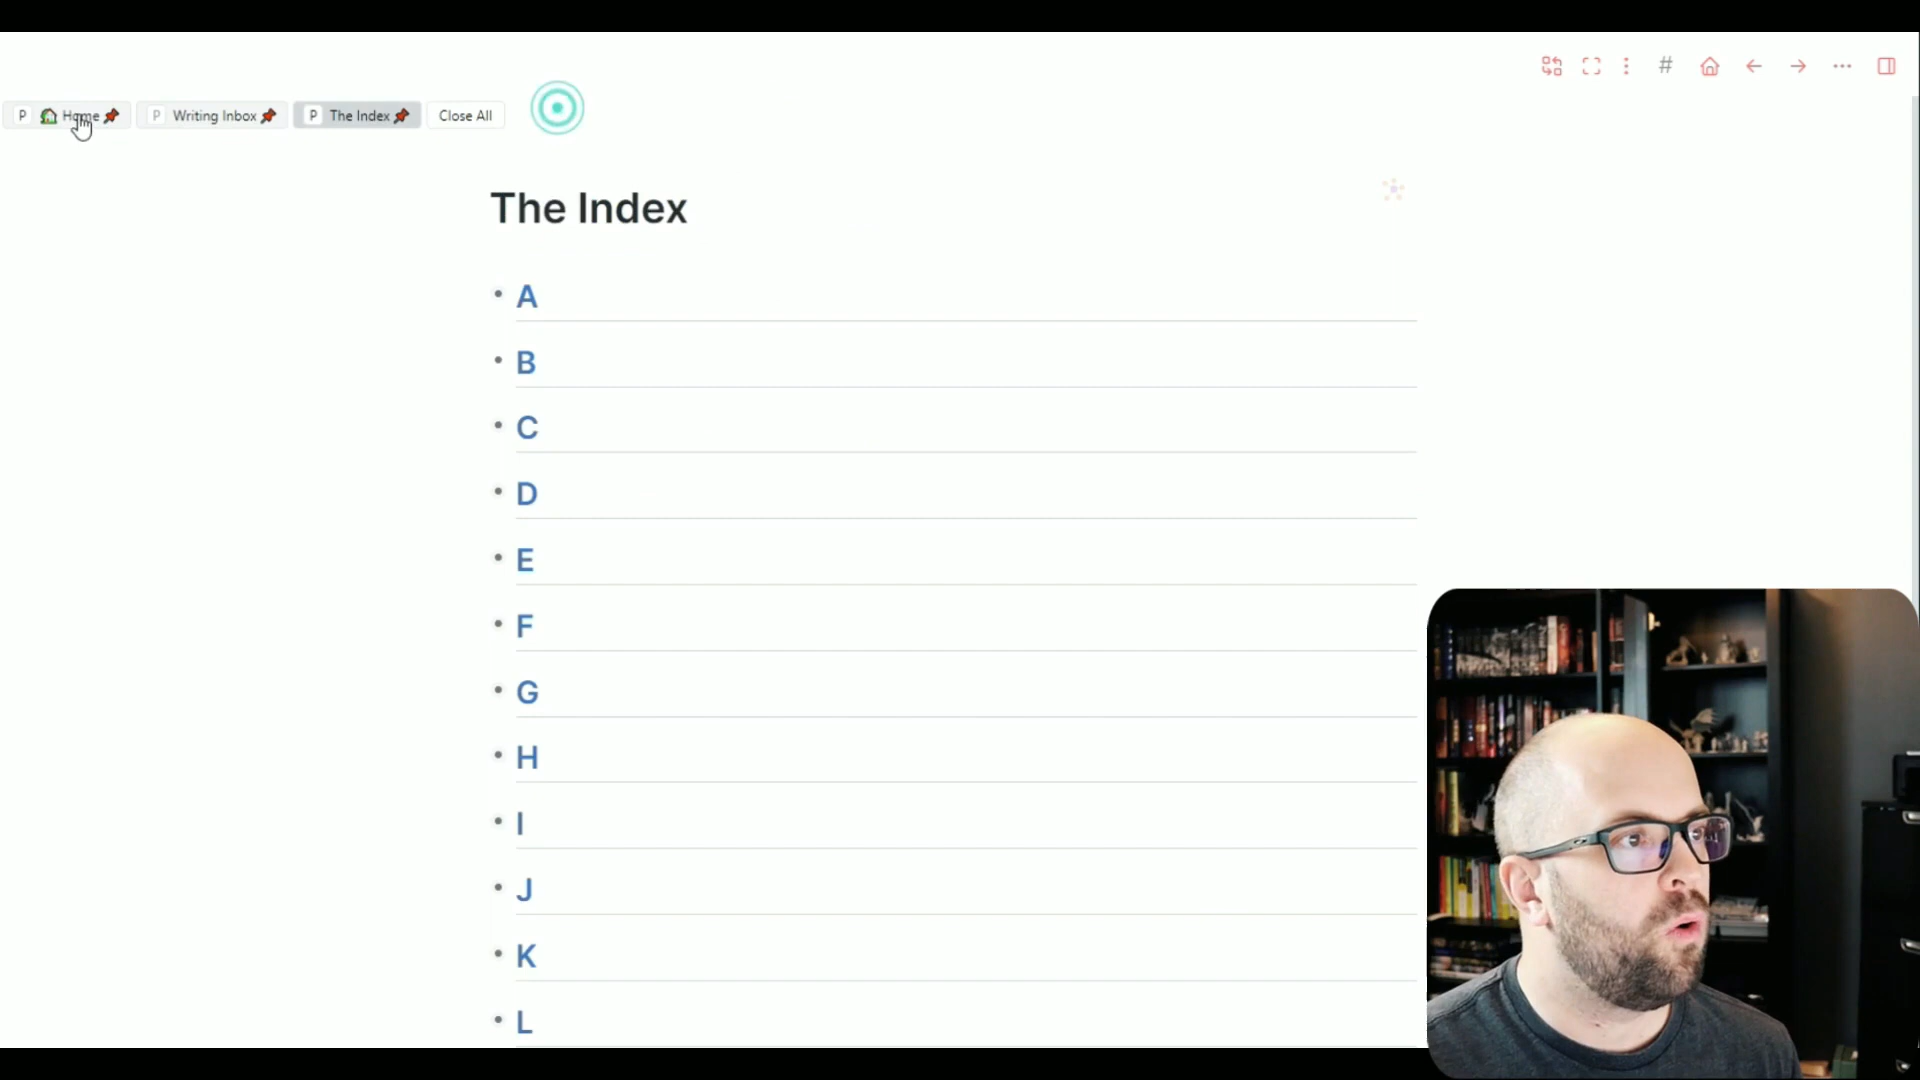 P Home P Writing Inbox P The Index Close All
#
The Index
A
B
C
D
E
F
G
H
I
J
K
L